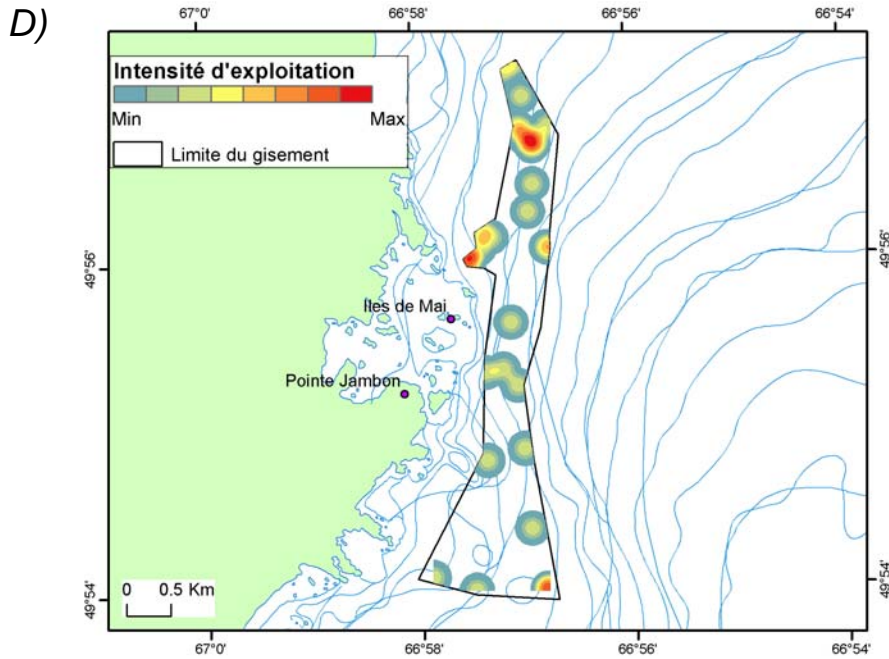 D)
67°0' 66°58' 66°56' 66°54'
Intensité d'exploitation
Min Max
Limite du gisement
49°56' 49°56'
Îles de Mai
Pointe Jambon
0 0.5 Km
49°54' 49°54'
67°0' 66°58' 66°56' 66°54'